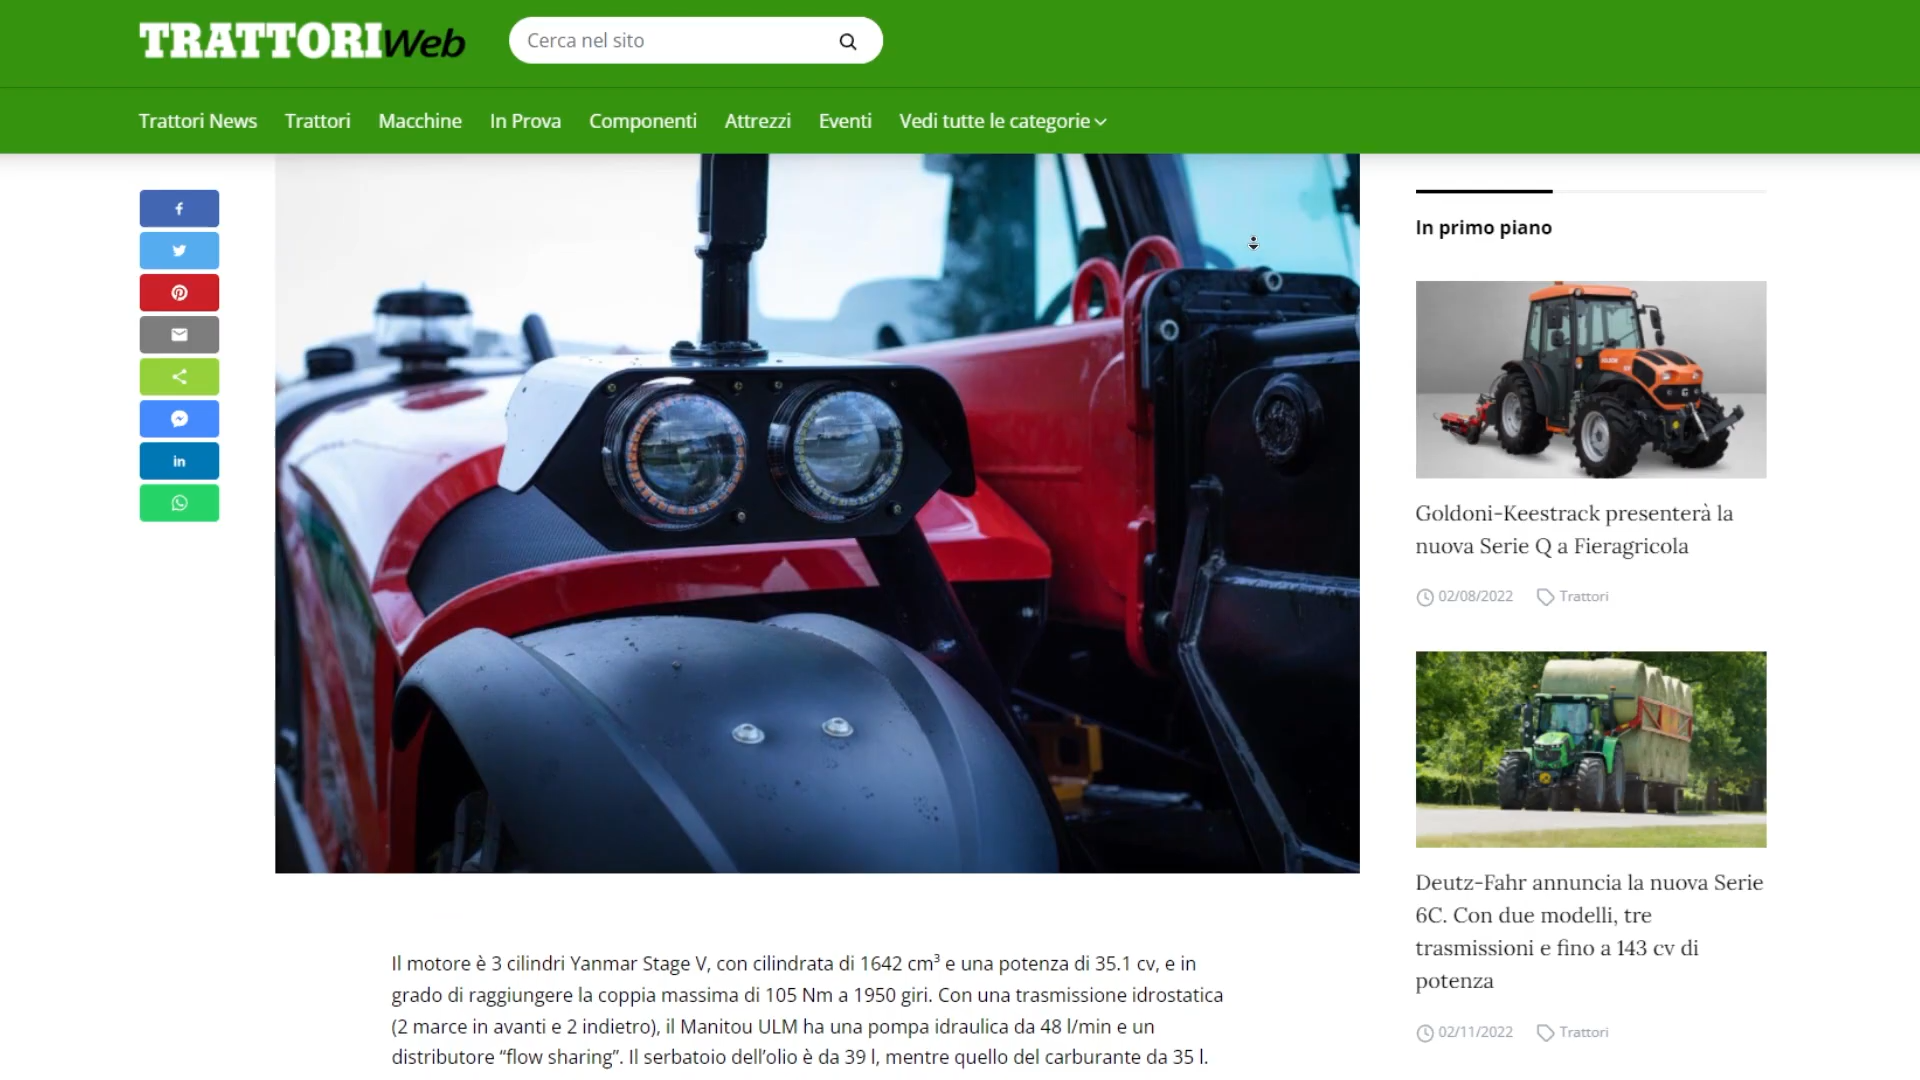 TRATTORIWeb
Cerca nel sito
Trattori News Trattori Macchine In Prova Componenti Attrezzi Eventi Vedi tutte le categorie
in
In primo piano
Goldoni-Keestrack presenterà la
nuova Serie Q a Fieragricola
02/08/2022 Trattori
Deutz-Fahr annuncia la nuova Serie
6C. Con due modelli, tre
trasmissioni e fino a 143 cv di
potenza
02/11/2022 Trattori
Il motore è 3 cilindri Yanmar Stage V, con cilindrata di 1642 cm³ e una potenza di 35.1 cv, e in
grado di raggiungere la coppia massima di 105 Nm a 1950 giri. Con una trasmissione idrostatica
(2 marce in avanti e 2 indietro), il Manitou ULM ha una pompa idraulica da 48 l/min e un
distributore “flow sharing”. Il serbatoio dell’olio è da 39 l, mentre quello del carburante da 35 l.